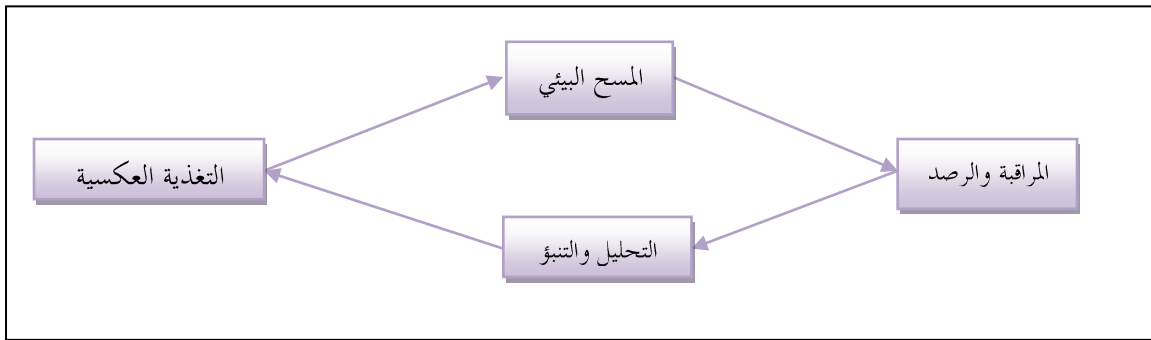 المسح البيئي
المراقبة والرصد
التغذية العكسية
التحليل والتنبؤ